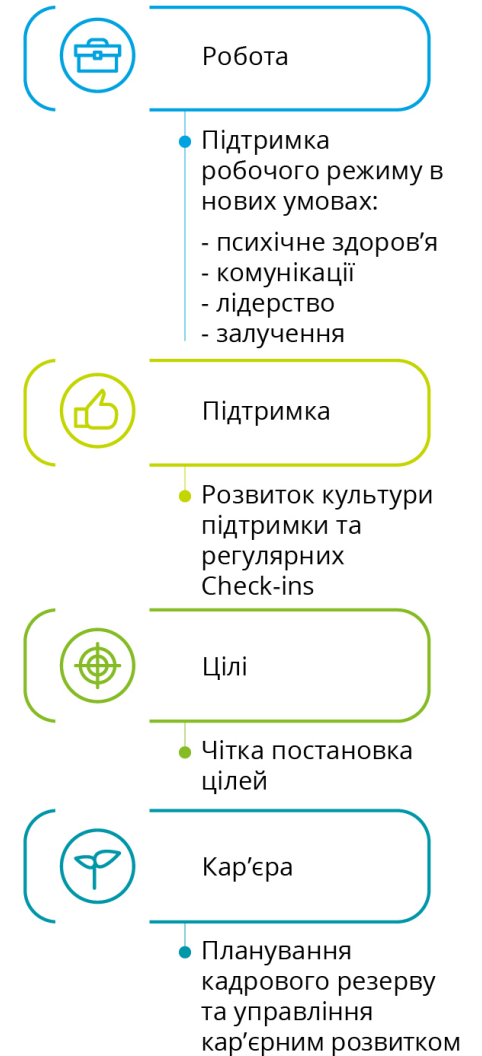 Робота
Підтримка
робочого режиму в
нових умовах:
- психічне здоров’я
- комунікації
- лідерство
- залучення
Підтримка
Розвиток культури
підтримки та
регулярних
Check-ins
Цілі
Чітка постановка
цілей
Кар’єра
Планування
кадрового резерву
та управління
кар’єрним розвитком